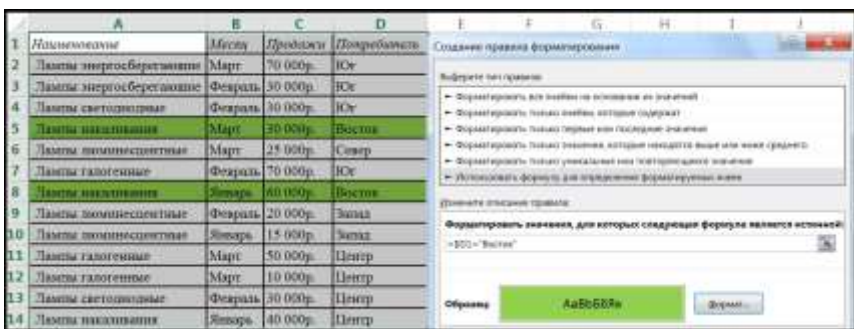 A B C D E F G H I J
1 Наименование Месяц Продажи Потребитель
2 Лампы энергосберегающие Март 70 000р. Юг
3 Лампы энергосберегающие Февраль 30 000р. Юг
4 Лампы светодиодные Февраль 30 000р. Юг
5 Лампы накаливания Март 30 000р. Восток
6 Лампы люминесцентные Март 25 000р. Север
7 Лампы галогенные Февраль 70 000р. Юг
8 Лампы накаливания Январь 60 000р. Восток
9 Лампы люминесцентные Февраль 20 000р. Запад
10 Лампы люминесцентные Январь 15 000р. Запад
11 Лампы галогенные Март 50 000р. Центр
12 Лампы галогенные Март 10 000р. Центр
13 Лампы светодиодные Февраль 30 000р. Центр
14 Лампы накаливания Январь 40 000р. Центр
Создание правила форматирования
Выберите тип правила:
► Форматировать все ячейки на основании их значений
► Форматировать только ячейки, которые содержат
► Форматировать только первые или последние значения
► Форматировать только значения, которые находятся выше или ниже среднего
► Форматировать только уникальные или повторяющиеся значения
► Использовать формулу для определения форматируемых ячеек
Измените описание правила:
Форматировать значения, для которых следующая формула является истинной:
=$D1="Восток"
Образец: АаВbБбЯя Формат...